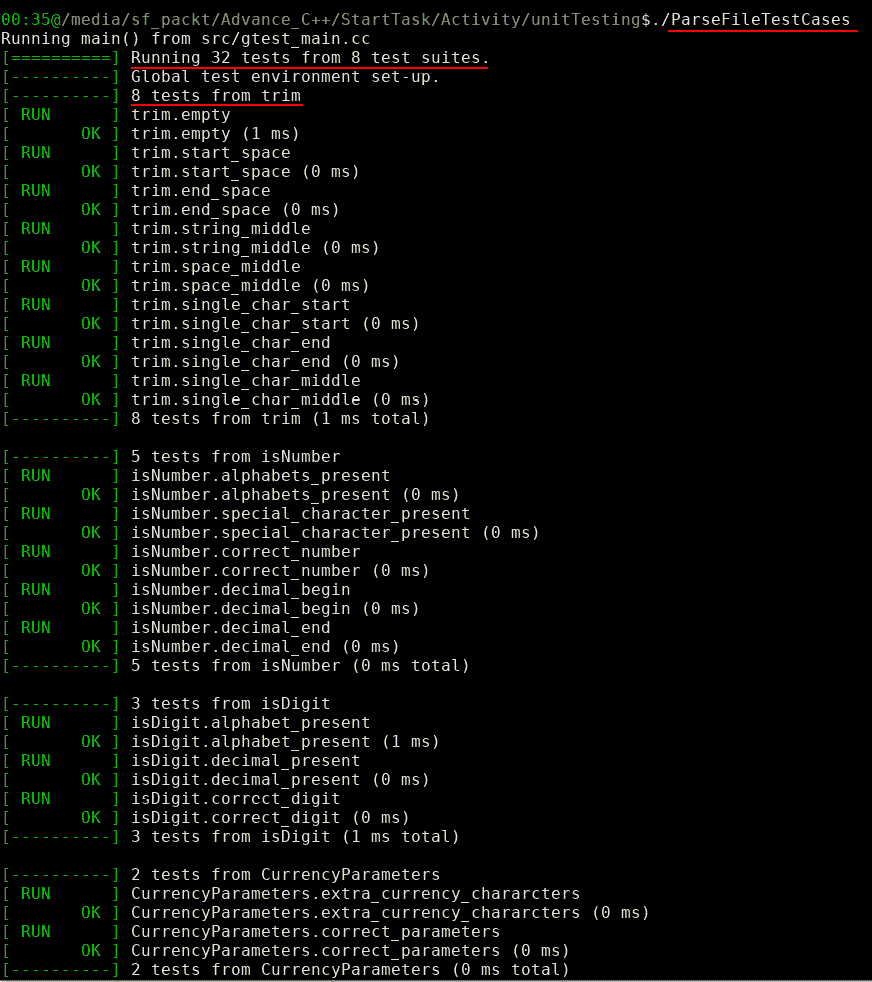 00:35@/media/sf_packt/Advance_C++/StartTask/Activity/unitTesting$./ParseFileTestCases
Running main() from src/gtest_main.cc
[==========] Running 32 tests from 8 test suites.
[----------] Global test environment set-up.
[----------] 8 tests from trim
[ RUN      ] trim.empty
[       OK ] trim.empty (1 ms)
[ RUN      ] trim.start_space
[       OK ] trim.start_space (0 ms)
[ RUN      ] trim.end_space
[       OK ] trim.end_space (0 ms)
[ RUN      ] trim.string_middle
[       OK ] trim.string_middle (0 ms)
[ RUN      ] trim.space_middle
[       OK ] trim.space_middle (0 ms)
[ RUN      ] trim.single_char_start
[       OK ] trim.single_char_start (0 ms)
[ RUN      ] trim.single_char_end
[       OK ] trim.single_char_end (0 ms)
[ RUN      ] trim.single_char_middle
[       OK ] trim.single_char_middle (0 ms)
[----------] 8 tests from trim (1 ms total)

[----------] 5 tests from isNumber
[ RUN      ] isNumber.alphabets_present
[       OK ] isNumber.alphabets_present (0 ms)
[ RUN      ] isNumber.special_character_present
[       OK ] isNumber.special_character_present (0 ms)
[ RUN      ] isNumber.correct_number
[       OK ] isNumber.correct_number (0 ms)
[ RUN      ] isNumber.decimal_begin
[       OK ] isNumber.decimal_begin (0 ms)
[ RUN      ] isNumber.decimal_end
[       OK ] isNumber.decimal_end (0 ms)
[----------] 5 tests from isNumber (0 ms total)

[----------] 3 tests from isDigit
[ RUN      ] isDigit.alphabet_present
[       OK ] isDigit.alphabet_present (1 ms)
[ RUN      ] isDigit.decimal_present
[       OK ] isDigit.decimal_present (0 ms)
[ RUN      ] isDigit.correct_digit
[       OK ] isDigit.correct_digit (0 ms)
[----------] 3 tests from isDigit (1 ms total)

[----------] 2 tests from CurrencyParameters
[ RUN      ] CurrencyParameters.extra_currency_chararcters
[       OK ] CurrencyParameters.extra_currency_chararcters (0 ms)
[ RUN      ] CurrencyParameters.correct_parameters
[       OK ] CurrencyParameters.correct_parameters (0 ms)
[----------] 2 tests from CurrencyParameters (0 ms total)